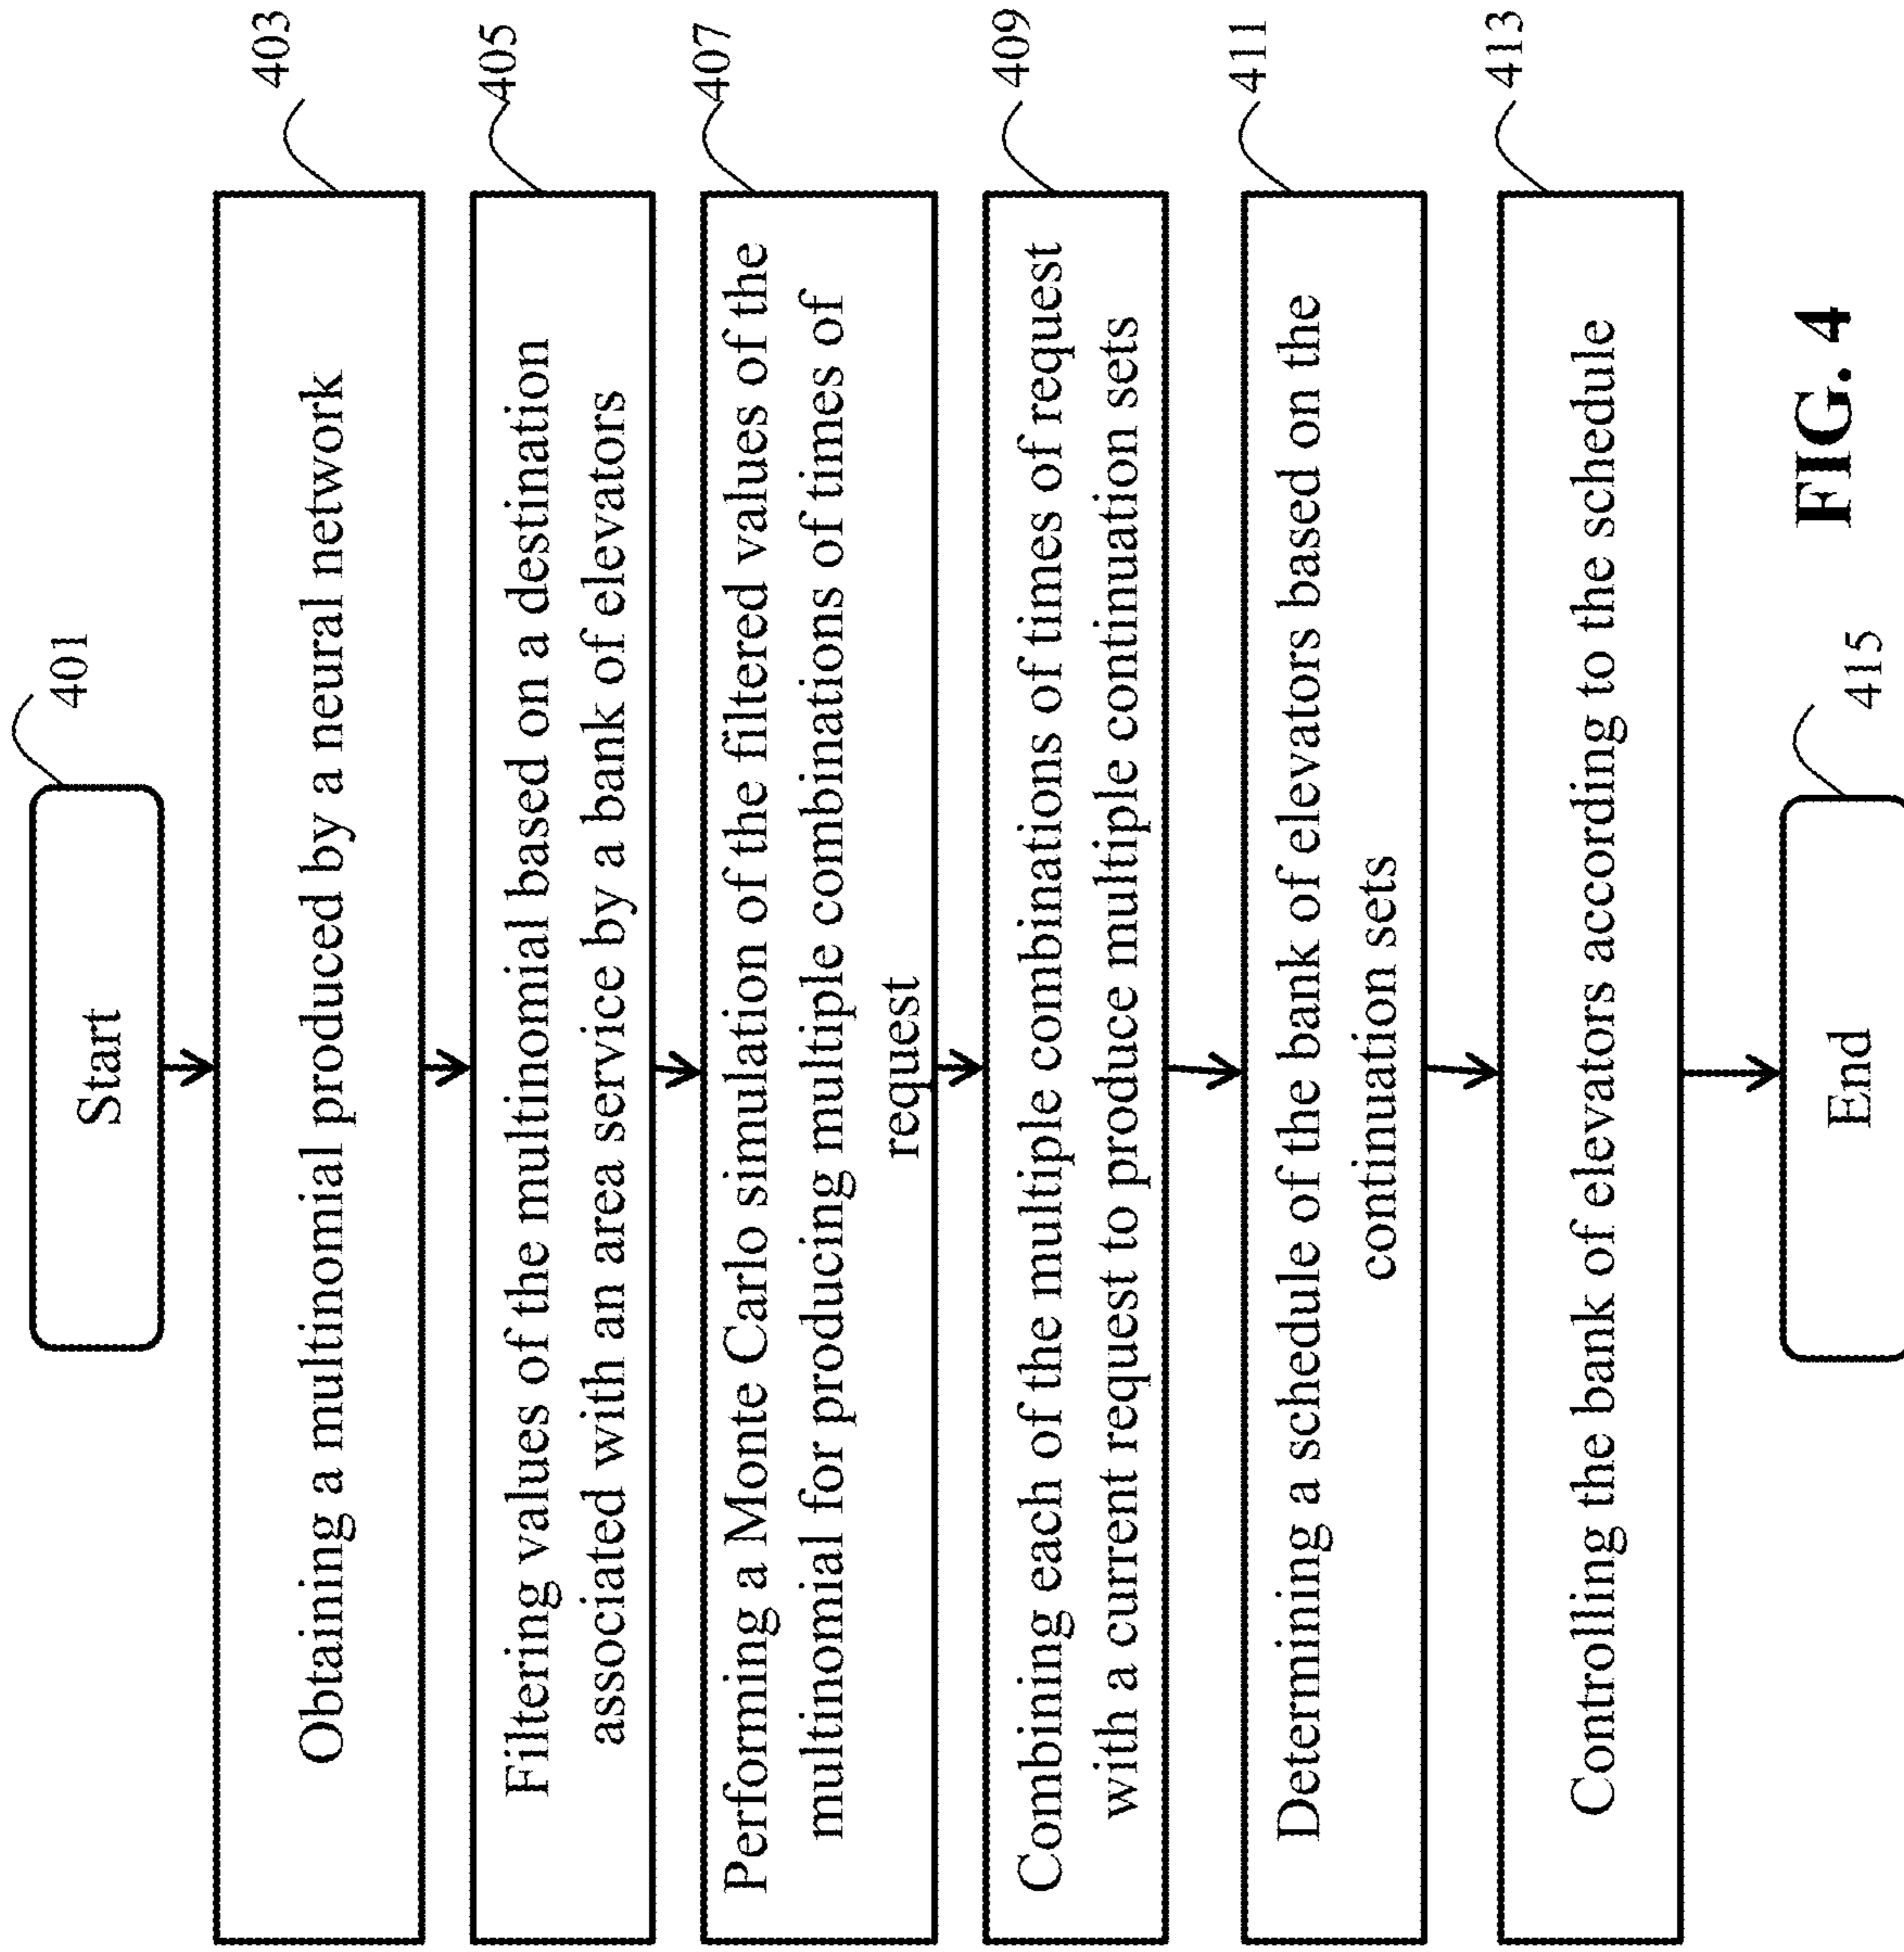 Start
401
Obtaining a multinomial produced by a neural network
403
Filtering values of the multinomial based on a destination
associated with an area service by a bank of elevators
405
Performing a Monte Carlo simulation of the filtered values of the
multinomial for producing multiple combinations of times of
request
407
Combining each of the multiple combinations of times of request
with a current request to produce multiple continuation sets
409
Determining a schedule of the bank of elevators based on the
continuation sets
411
Controlling the bank of elevators according to the schedule
413
End
415
FIG. 4